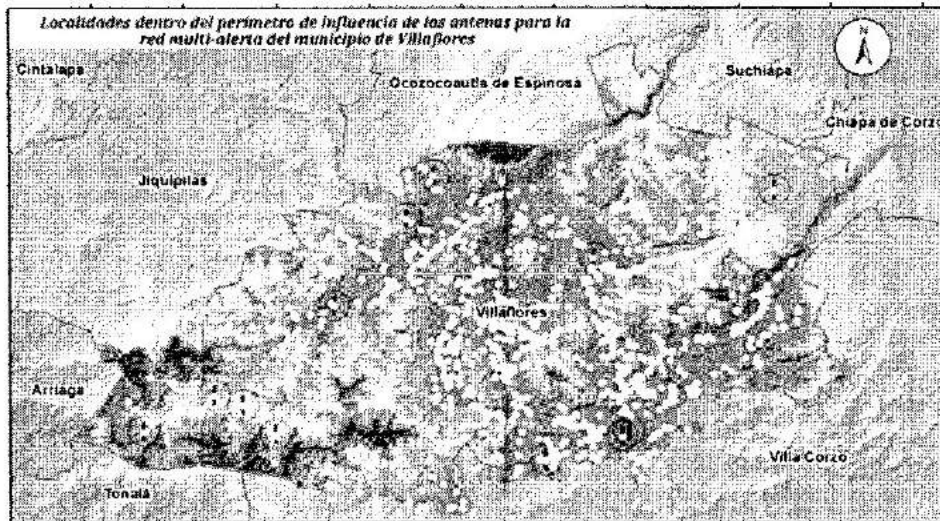 Localidades dentro del perímetro de influencia de las antenas para la
red multi-alerta del municipio de Villaflores
N
Cintalapa
Ocozocoautla de Espinosa
Suchiapa
Chiapa de Corzo
Jiquipilas
Villaflores
Arriaga
Villa Corzo
Tonalá